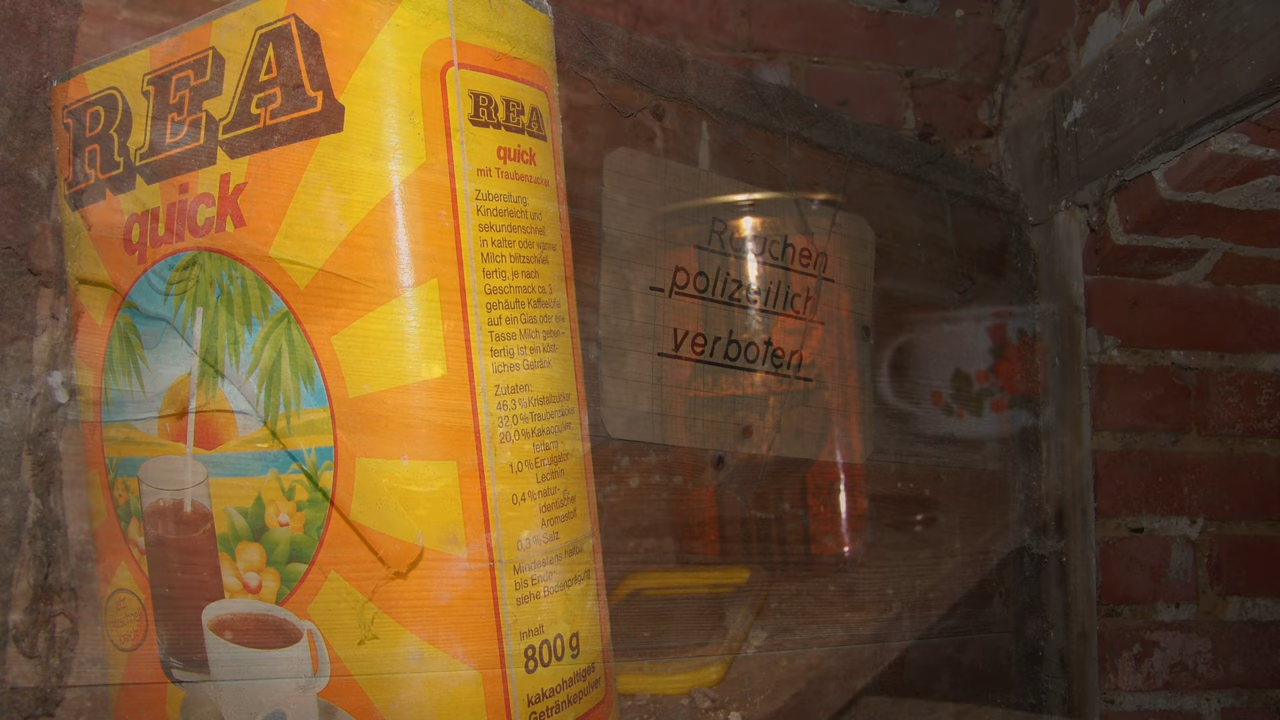 REA
quick
REA
quick
mit Traubenzucker
Zubereitung:
Kinderleicht und
sekundenschnell
in kalter oder warmer
Milch blitzschnell
fertig, je nach
Geschmack ca. 3
gehäufte Kaffeelöffel
auf ein Glas oder eine
Tasse Milch geben –
fertig ist ein köst-
liches Getränk
Zutaten:
46,3 % Kristallzucker
32,0 % Traubenzucker
20,0 % Kakaopulver,
fettarm
1,0 % Emulgator
Lecithin
0,4 % natur-
identischer
Aromastoff
0,3 % Salz
Mindestens haltbar
bis Ende:
siehe Bodenprägung
Inhalt
800 g
kakaohaltiges
Getränkepulver
Rauchen
polizeilich
verboten